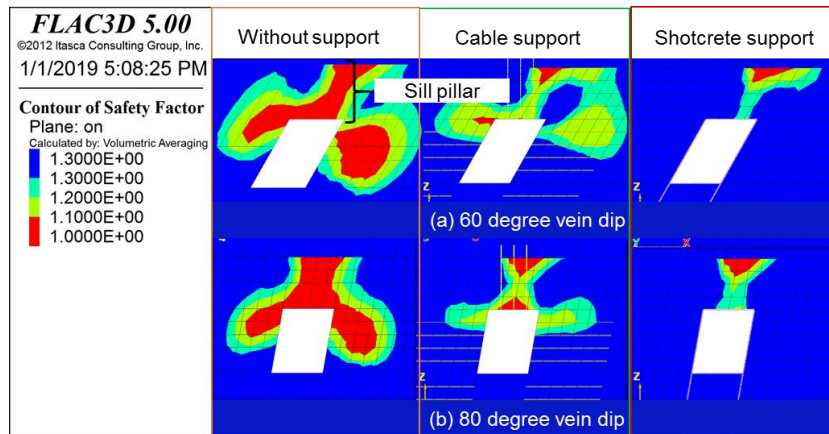 FLAC3D 5.00
©2012 Itasca Consulting Group, Inc.
1/1/2019 5:08:25 PM
Contour of Safety Factor
Plane: on
Calculated by: Volumetric Averaging
1.3000E+00
1.3000E+00
1.2000E+00
1.1000E+00
1.0000E+00
Without support
Cable support
Shotcrete support
Sill pillar
Z
Z
(a) 60 degree vein dip
Y
X
Z
Z
(b) 80 degree vein dip